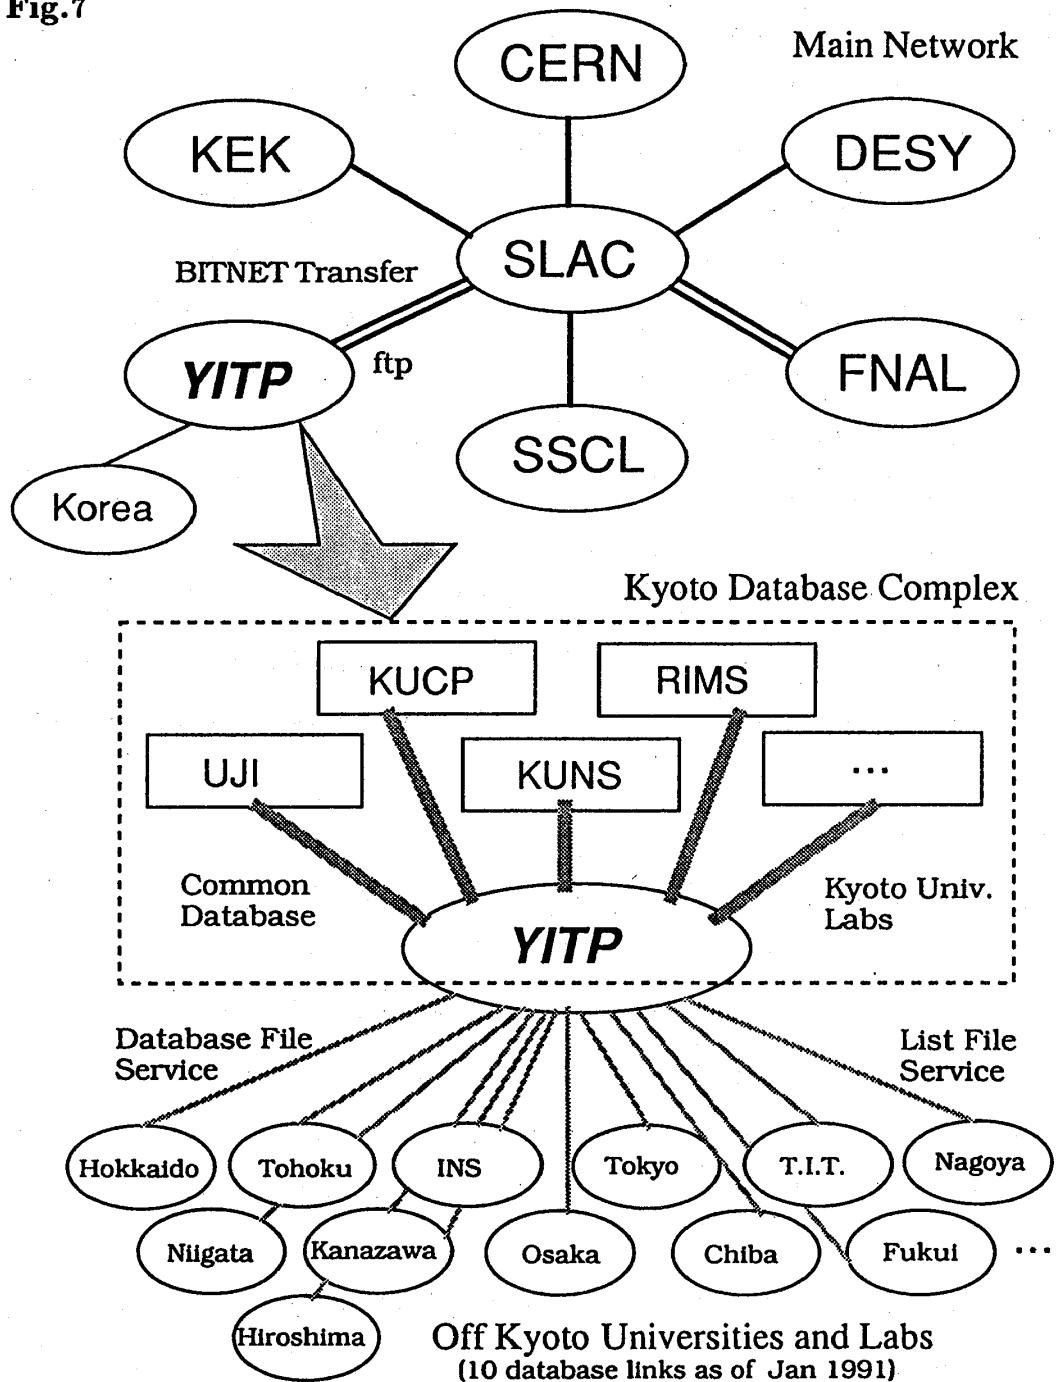 Fig.7
CERN
Main Network
KEK
DESY
SLAC
BITNET Transfer
YITP
ftp
FNAL
SSCL
Korea
Kyoto Database Complex
KUCP
RIMS
UJI
KUNS
...
Common
Database
Kyoto Univ.
Labs
YITP
Database File
Service
List File
Service
Hokkaido
Tohoku
INS
Tokyo
T.I.T.
Nagoya
Niigata
Kanazawa
Osaka
Chiba
Fukui
...
Hiroshima
Off Kyoto Universities and Labs
(10 database links as of Jan 1991)